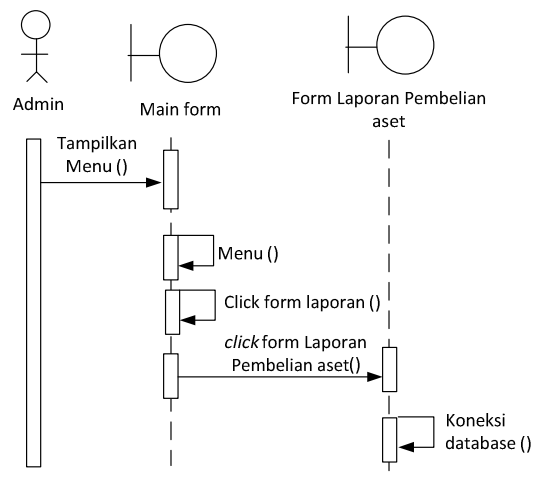 Admin
Main form
Form Laporan Pembelian
aset
Tampilkan
Menu ()
Menu ()
Click form laporan ()
click form Laporan
Pembelian aset()
Koneksi
database ()